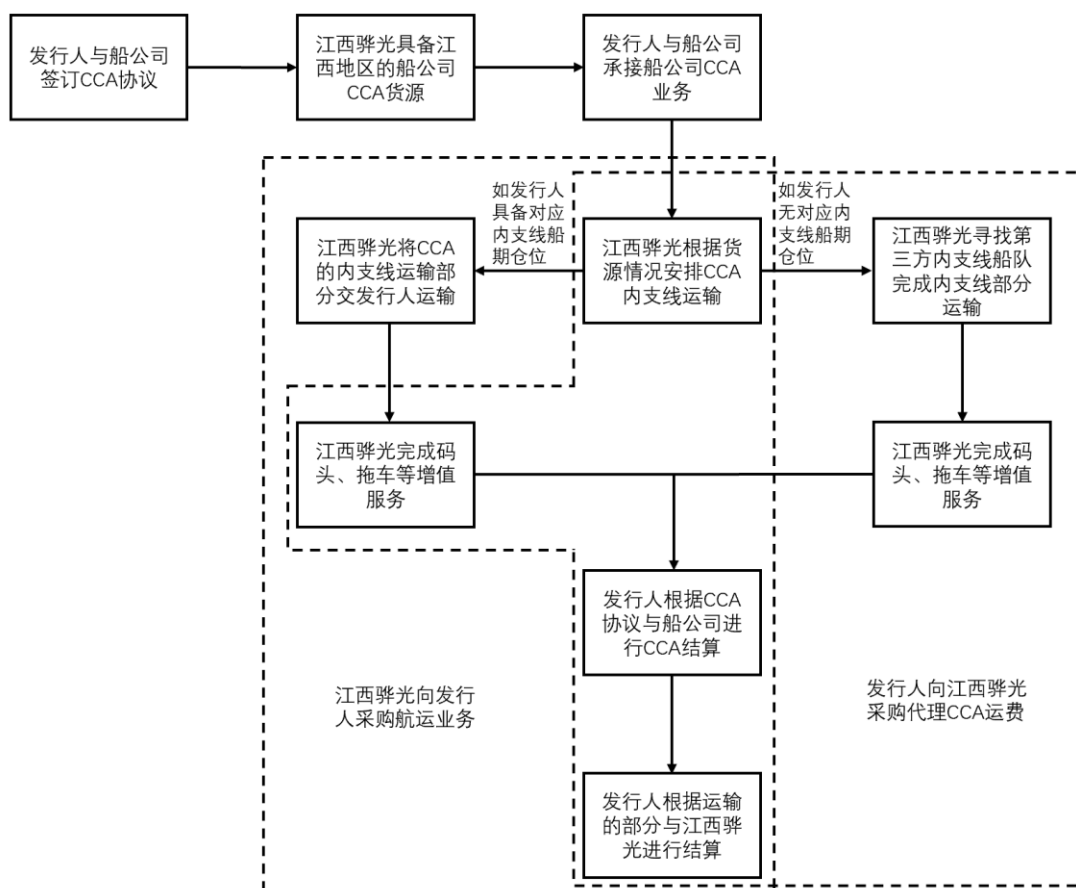 发行人与船公司
签订CCA协议
江西骅光具备江
西地区的船公司
CCA货源
发行人与船公司
承接船公司CCA
业务
如发行人
具备对应
内支线船
期仓位
如发行人
无对应内
支线船期
仓位
江西骅光将CCA
的内支线运输部
分交发行人运输
江西骅光根据货
源情况安排CCA
内支线运输
江西骅光寻找第
三方内支线船队
完成内支线部分
运输
江西骅光完成码
头、拖车等增值
服务
江西骅光完成码
头、拖车等增值
服务
发行人根据CCA
协议与船公司进
行CCA结算
江西骅光向发行
人采购航运业务
发行人向江西骅光
采购代理CCA运费
发行人根据运输
的部分与江西骅
光进行结算